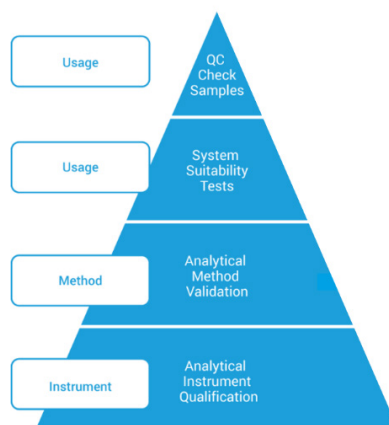 Usage
QC
Check
Samples
Usage
System
Suitability
Tests
Method
Analytical
Method
Validation
Instrument
Analytical
Instrument
Qualification